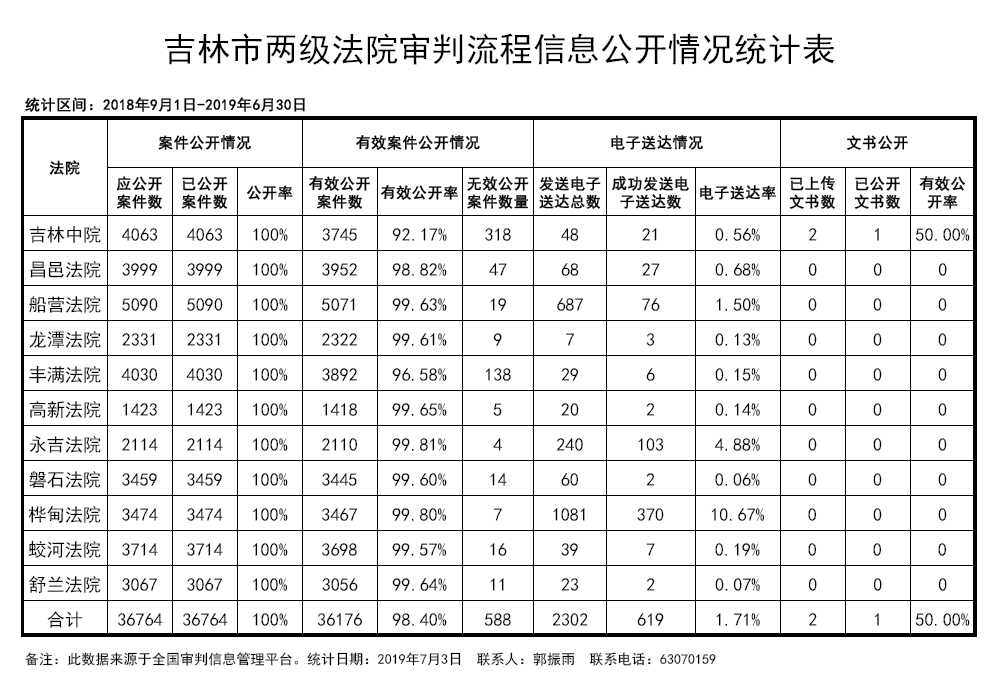 吉林市两级法院审判流程信息公开情况统计表
统计区间：2018年9月1日-2019年6月30日
法院 案件公开情况 有效案件公开情况 电子送达情况 文书公开
应公开案件数 已公开案件数 公开率 有效公开案件数 有效公开率 无效公开案件数量 发送电子送达总数 成功发送电子送达数 电子送达率 已上传文书数 已公开文书数 有效公开率
吉林中院 4063 4063 100% 3745 92.17% 318 48 21 0.56% 2 1 50.00%
昌邑法院 3999 3999 100% 3952 98.82% 47 68 27 0.68% 0 0 0
船营法院 5090 5090 100% 5071 99.63% 19 687 76 1.50% 0 0 0
龙潭法院 2331 2331 100% 2322 99.61% 9 7 3 0.13% 0 0 0
丰满法院 4030 4030 100% 3892 96.58% 138 29 6 0.15% 0 0 0
高新法院 1423 1423 100% 1418 99.65% 5 20 2 0.14% 0 0 0
永吉法院 2114 2114 100% 2110 99.81% 4 240 103 4.88% 0 0 0
磐石法院 3459 3459 100% 3445 99.60% 14 60 2 0.06% 0 0 0
桦甸法院 3474 3474 100% 3467 99.80% 7 1081 370 10.67% 0 0 0
蛟河法院 3714 3714 100% 3698 99.57% 16 39 7 0.19% 0 0 0
舒兰法院 3067 3067 100% 3056 99.64% 11 23 2 0.07% 0 0 0
合计 36764 36764 100% 36176 98.40% 588 2302 619 1.71% 2 1 50.00%
备注：此数据来源于全国审判信息管理平台。统计日期：2019年7月3日 联系人：郭振雨 联系电话：63070159